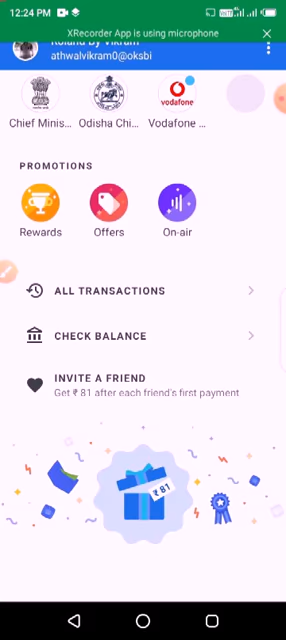 12:24 PM
XRecorder App is using microphone
Roland By Vikram
athwalvikram0@oksbi
vodafone
Chief Minis... Odisha Chi... Vodafone ...
PROMOTIONS
Rewards Offers On-air
ALL TRANSACTIONS
CHECK BALANCE
INVITE A FRIEND
Get ₹ 81 after each friend's first payment
₹ 81